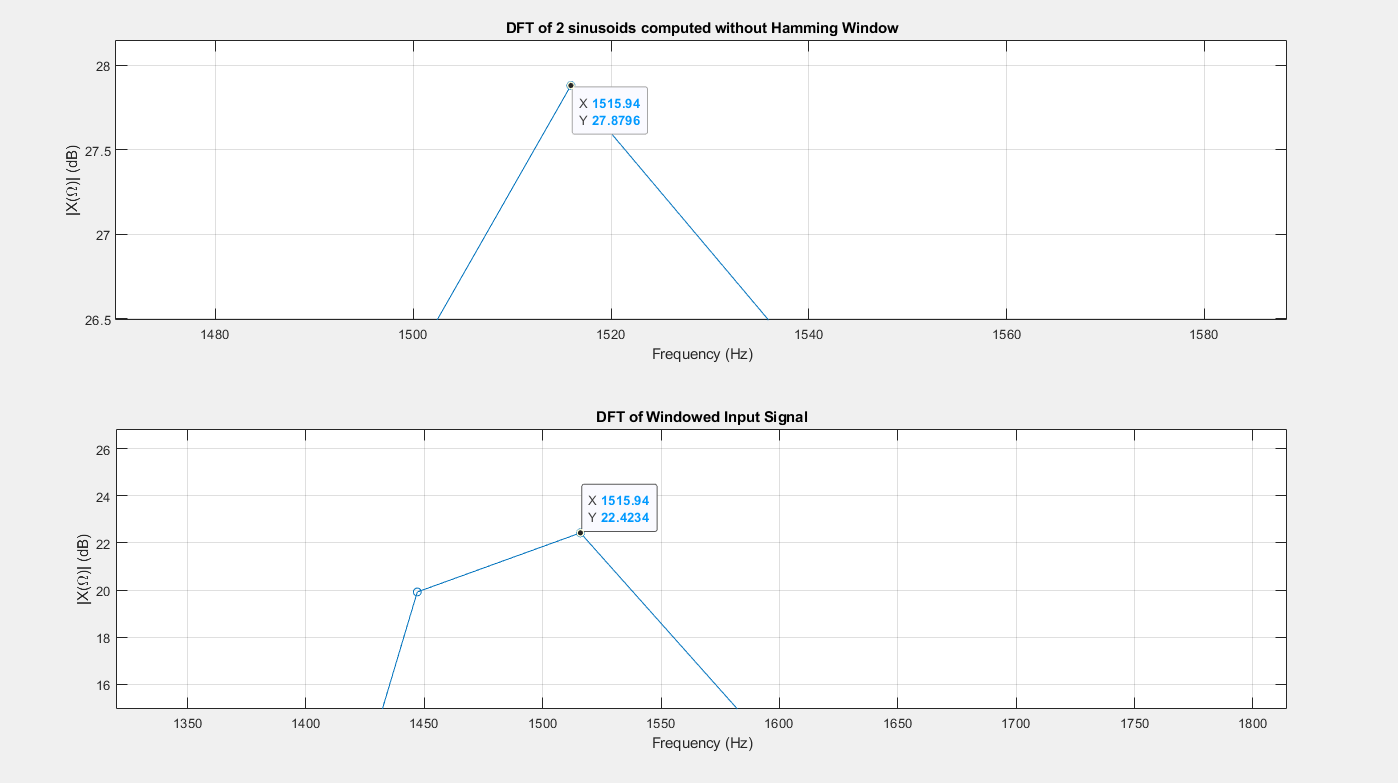 DFT of 2 sinusoids computed without Hamming Window
28
27.5
27
26.5
|X(Ω)| (dB)
X 1515.94
Y 27.8796
1480
1500
1520
1540
1560
1580
Frequency (Hz)
DFT of Windowed Input Signal
26
24
22
20
18
16
|X(Ω)| (dB)
X 1515.94
Y 22.4234
1350
1400
1450
1500
1550
1600
1650
1700
1750
1800
Frequency (Hz)